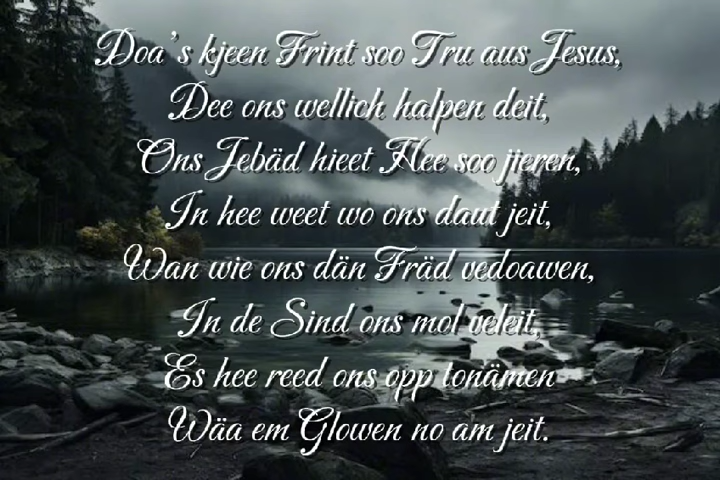 Doa's kjeen Frint soo Tru aus Jesus,
Dee ons wellich halpen deit,
Ons Jebäd hieet Hee soo jieren,
In hee weet wo ons daut jeit,
Wan wie ons dän Fräd vedoawen,
In de Sind ons mol veleit,
Es hee reed ons opp tonämen
Wäa em Glowen no am jeit.